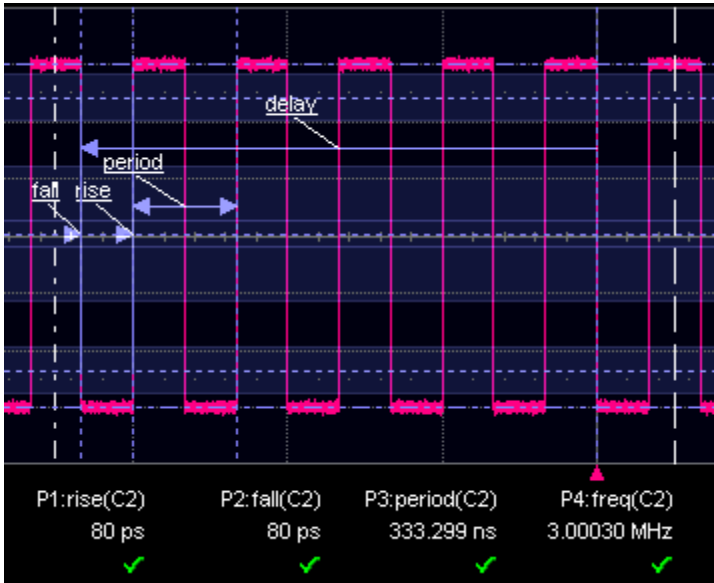 delay
period
fall rise
P1:rise(C2) P2:fall(C2) P3:period(C2) P4:freq(C2)
80 ps 80 ps 333.299 ns 3.00030 MHz